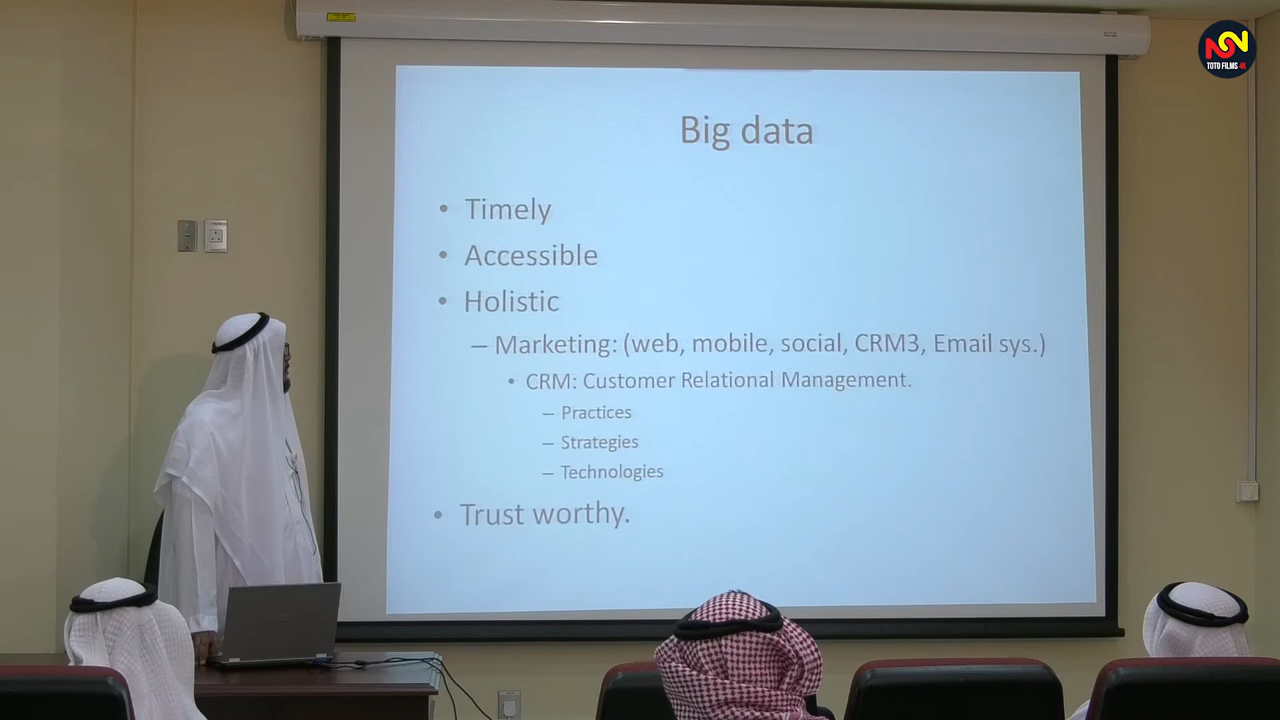 TOTO FILMS 4K
Big data
• Timely
• Accessible
• Holistic
– Marketing: (web, mobile, social, CRM3, Email sys.)
• CRM: Customer Relational Management.
– Practices
– Strategies
– Technologies
• Trust worthy.